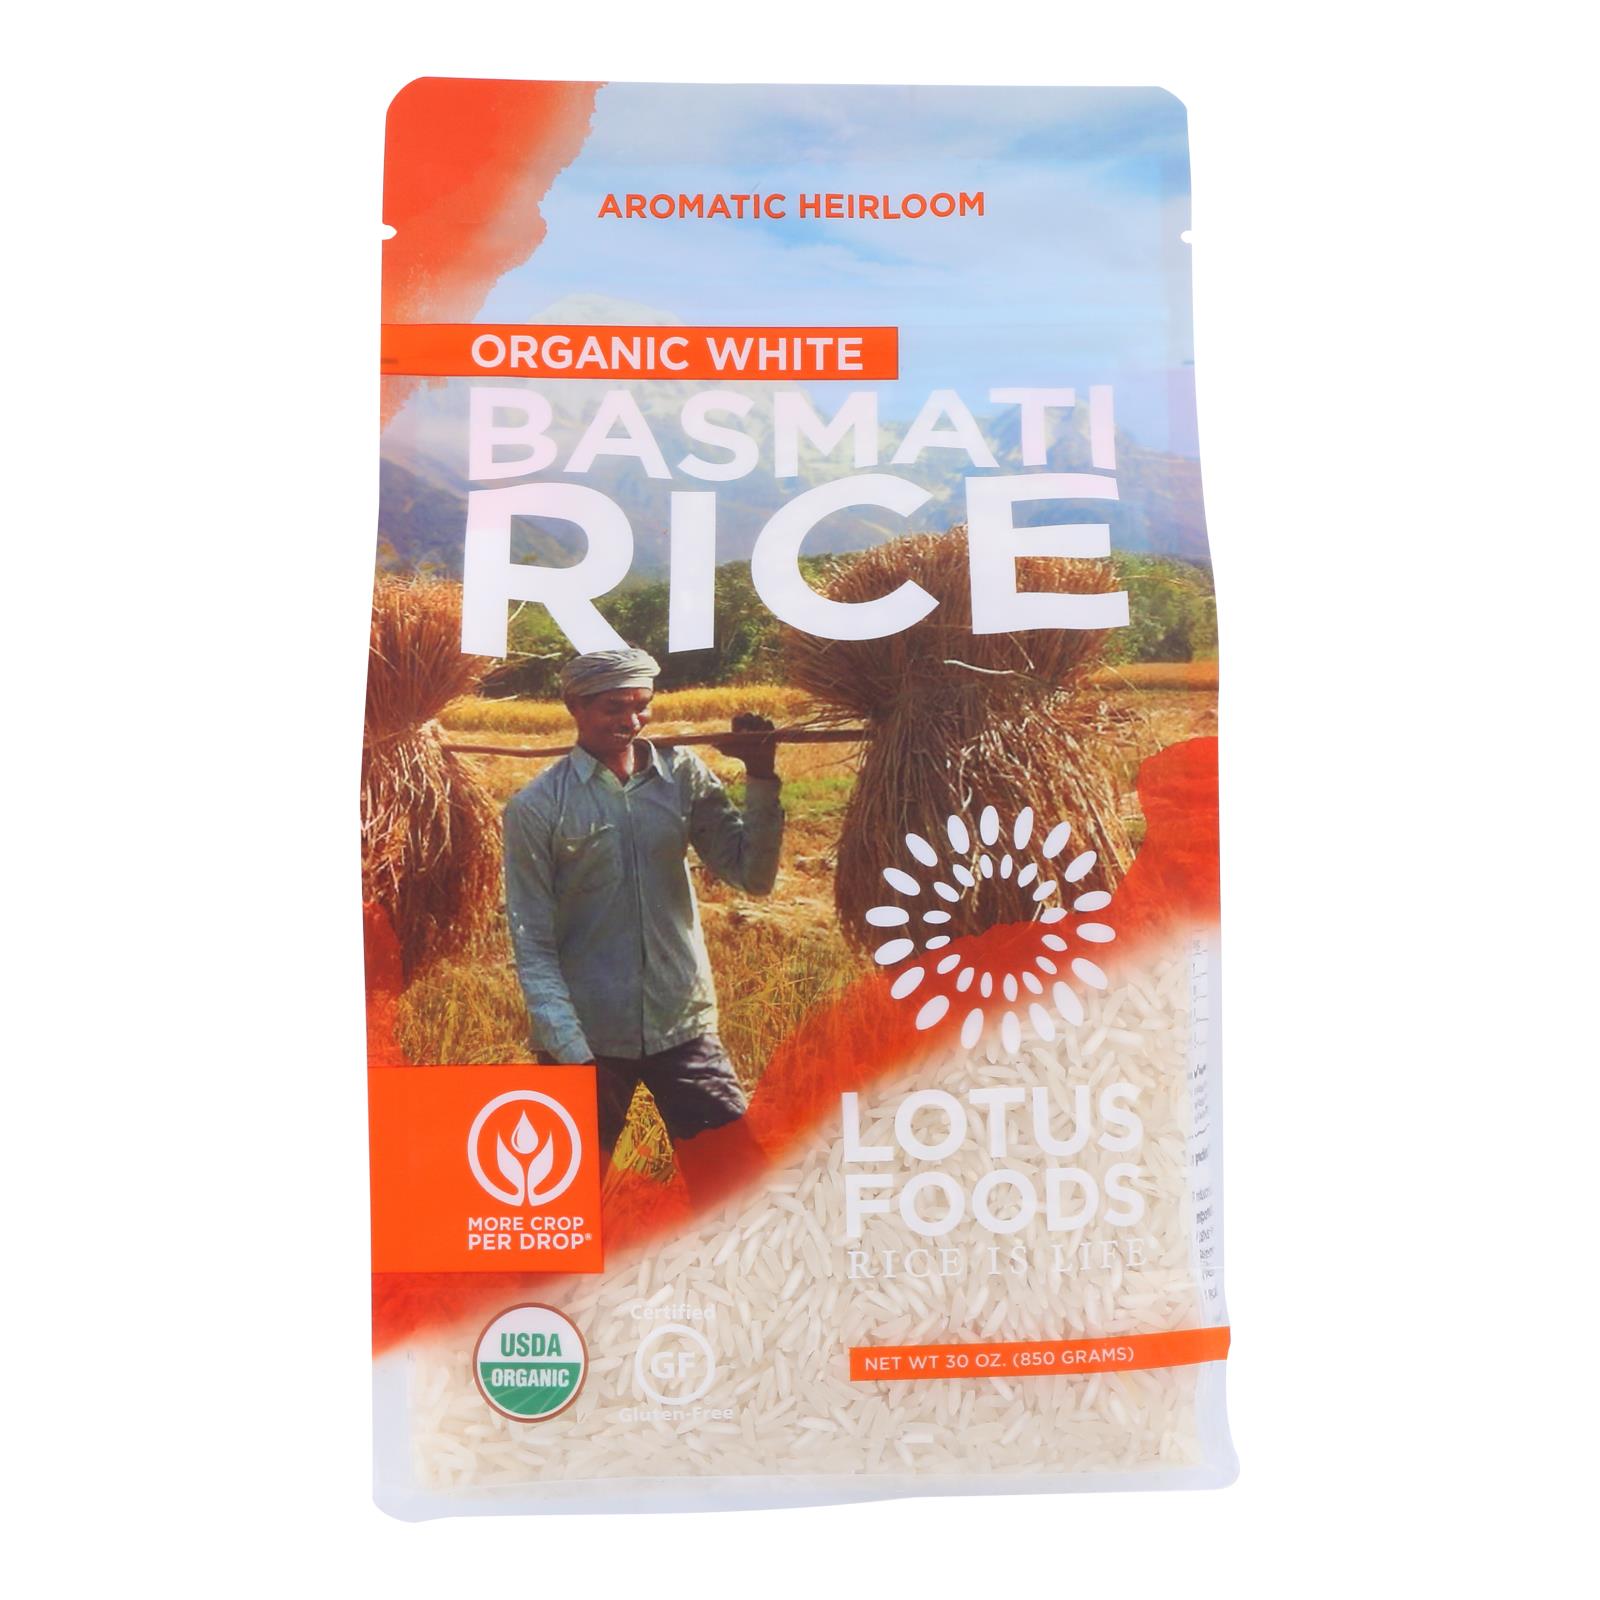 AROMATIC HEIRLOOM
ORGANIC WHITE
BASMATI
RICE
LOTUS
FOODS
RICE IS LIFE
MORE CROP
PER DROP®
USDA
ORGANIC
Certified
GF
Gluten-Free
NET WT 30 OZ. (850 GRAMS)